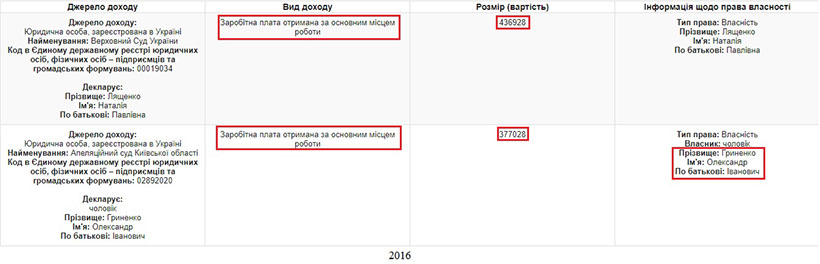 Джерело доходу Вид доходу Розмір (вартість) Інформація щодо права власності
Джерело доходу:
Юридична особа, зареєстрована в Україні
Найменування: Верховний Суд України
Код в Єдиному державному реєстрі юридичних
осіб, фізичних осіб – підприємців та
громадських формувань: 00019034
Декларує:
Прізвище: Лященко
Ім'я: Наталія
По батькові: Павлівна
Заробітна плата отримана за основним місцем
роботи
436928
Тип права: Власність
Прізвище: Лященко
Ім'я: Наталія
По батькові: Павлівна
Джерело доходу:
Юридична особа, зареєстрована в Україні
Найменування: Апеляційний суд Київської області
Код в Єдиному державному реєстрі юридичних
осіб, фізичних осіб – підприємців та
громадських формувань: 02892020
Декларує:
чоловік
Прізвище: Гриненко
Ім'я: Олександр
По батькові: Іванович
Заробітна плата отримана за основним місцем
роботи
377028
Тип права: Власність
Власник: чоловік
Прізвище: Гриненко
Ім'я: Олександр
По батькові: Іванович
2016